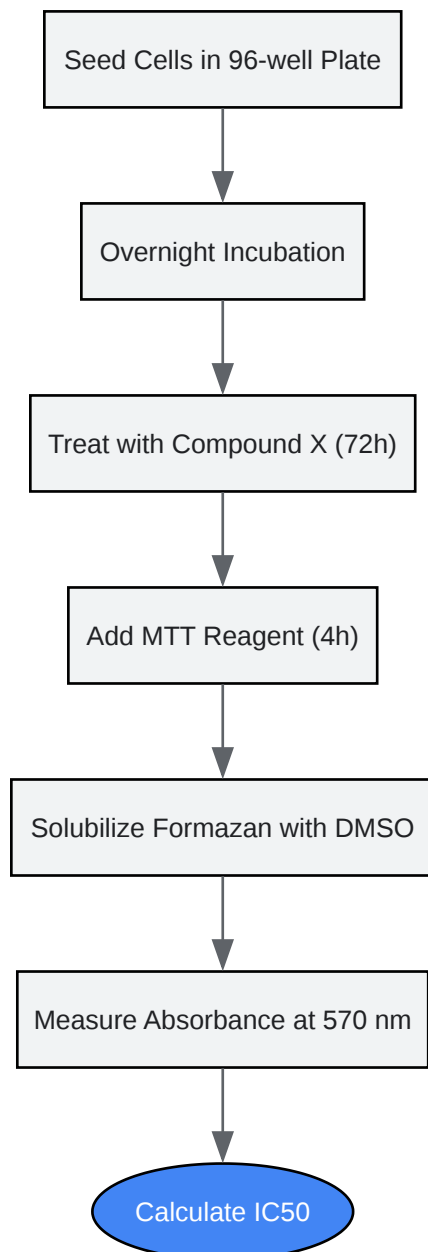 Seed Cells in 96-well Plate
Overnight Incubation
Treat with Compound X (72h)
Add MTT Reagent (4h)
Solubilize Formazan with DMSO
Measure Absorbance at 570 nm
Calculate IC50